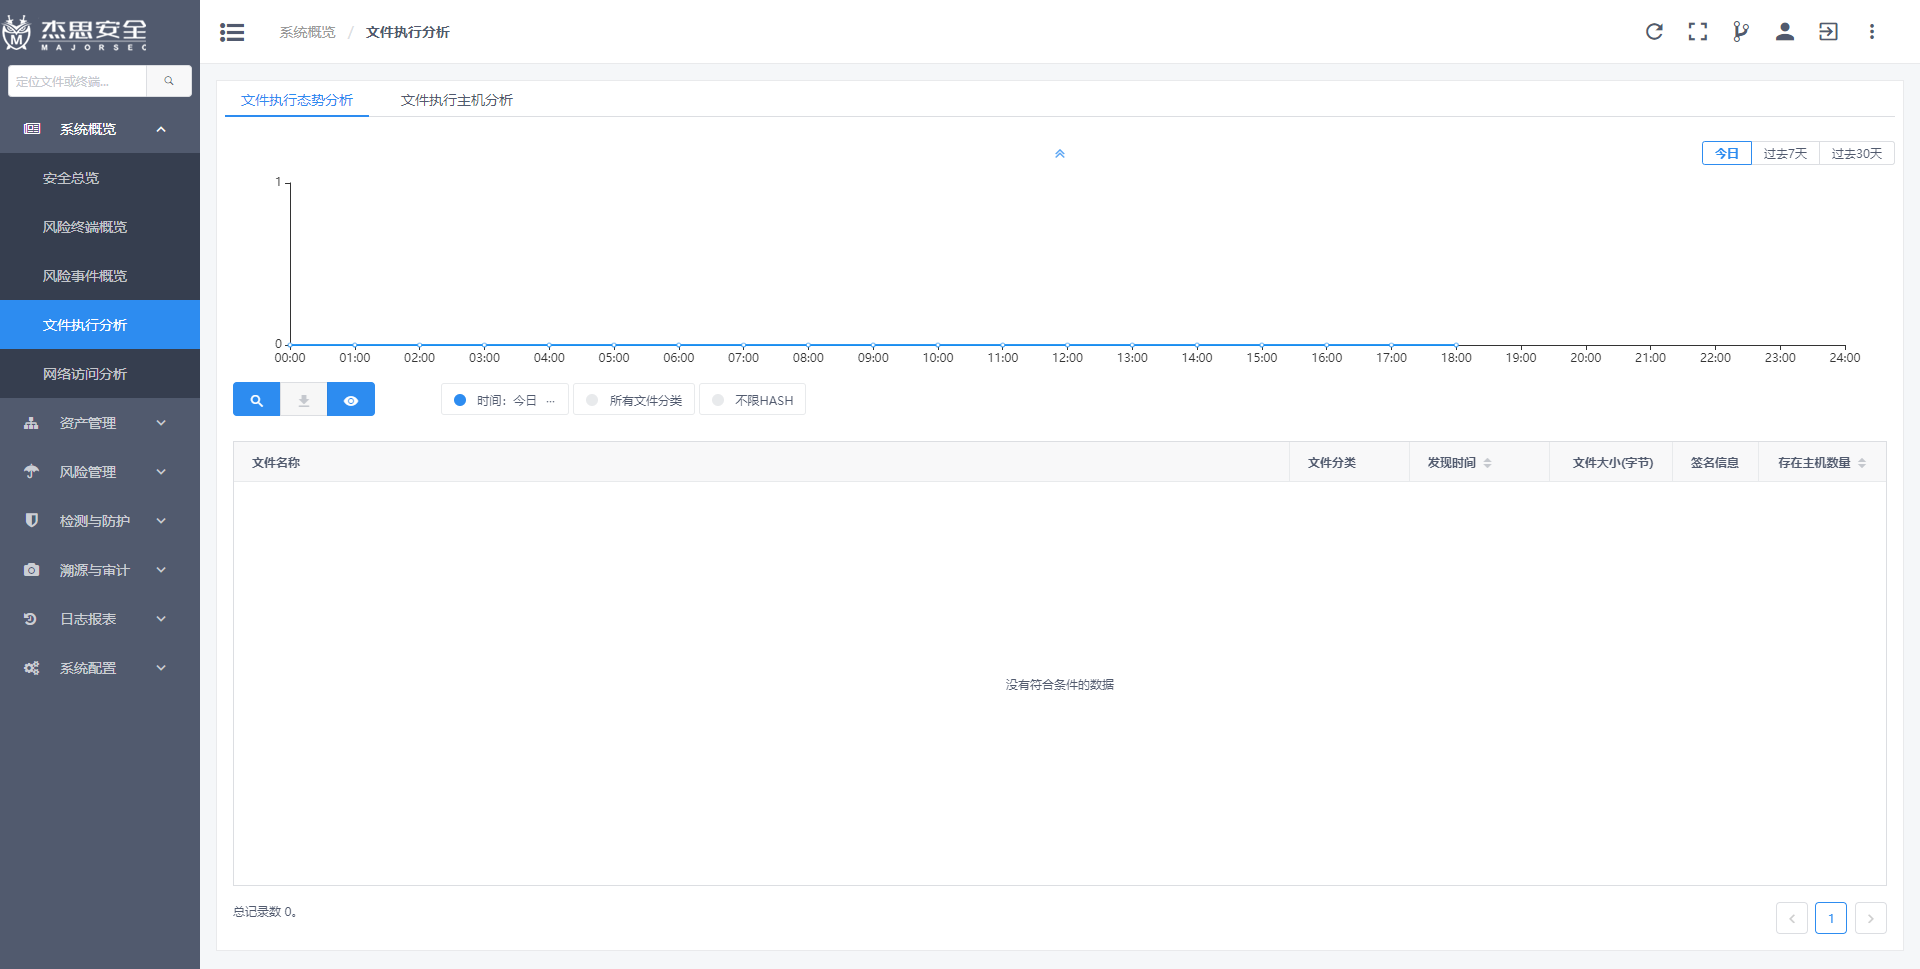 杰思安全
MAJORSEC
定位文件或终端...
系统概览
安全总览
风险终端概览
风险事件概览
文件执行分析
网络访问分析
资产管理
风险管理
检测与防护
溯源与审计
日志报表
系统配置
系统概览 / 文件执行分析
文件执行态势分析 文件执行主机分析
今日 过去7天 过去30天
1
0
00:00 01:00 02:00 03:00 04:00 05:00 06:00 07:00 08:00 09:00 10:00 11:00 12:00 13:00 14:00 15:00 16:00 17:00 18:00 19:00 20:00 21:00 22:00 23:00 24:00
时间：今日 ... 所有文件分类 不限HASH
文件名称 文件分类 发现时间 文件大小(字节) 签名信息 存在主机数量
没有符合条件的数据
总记录数 0。
< 1 >